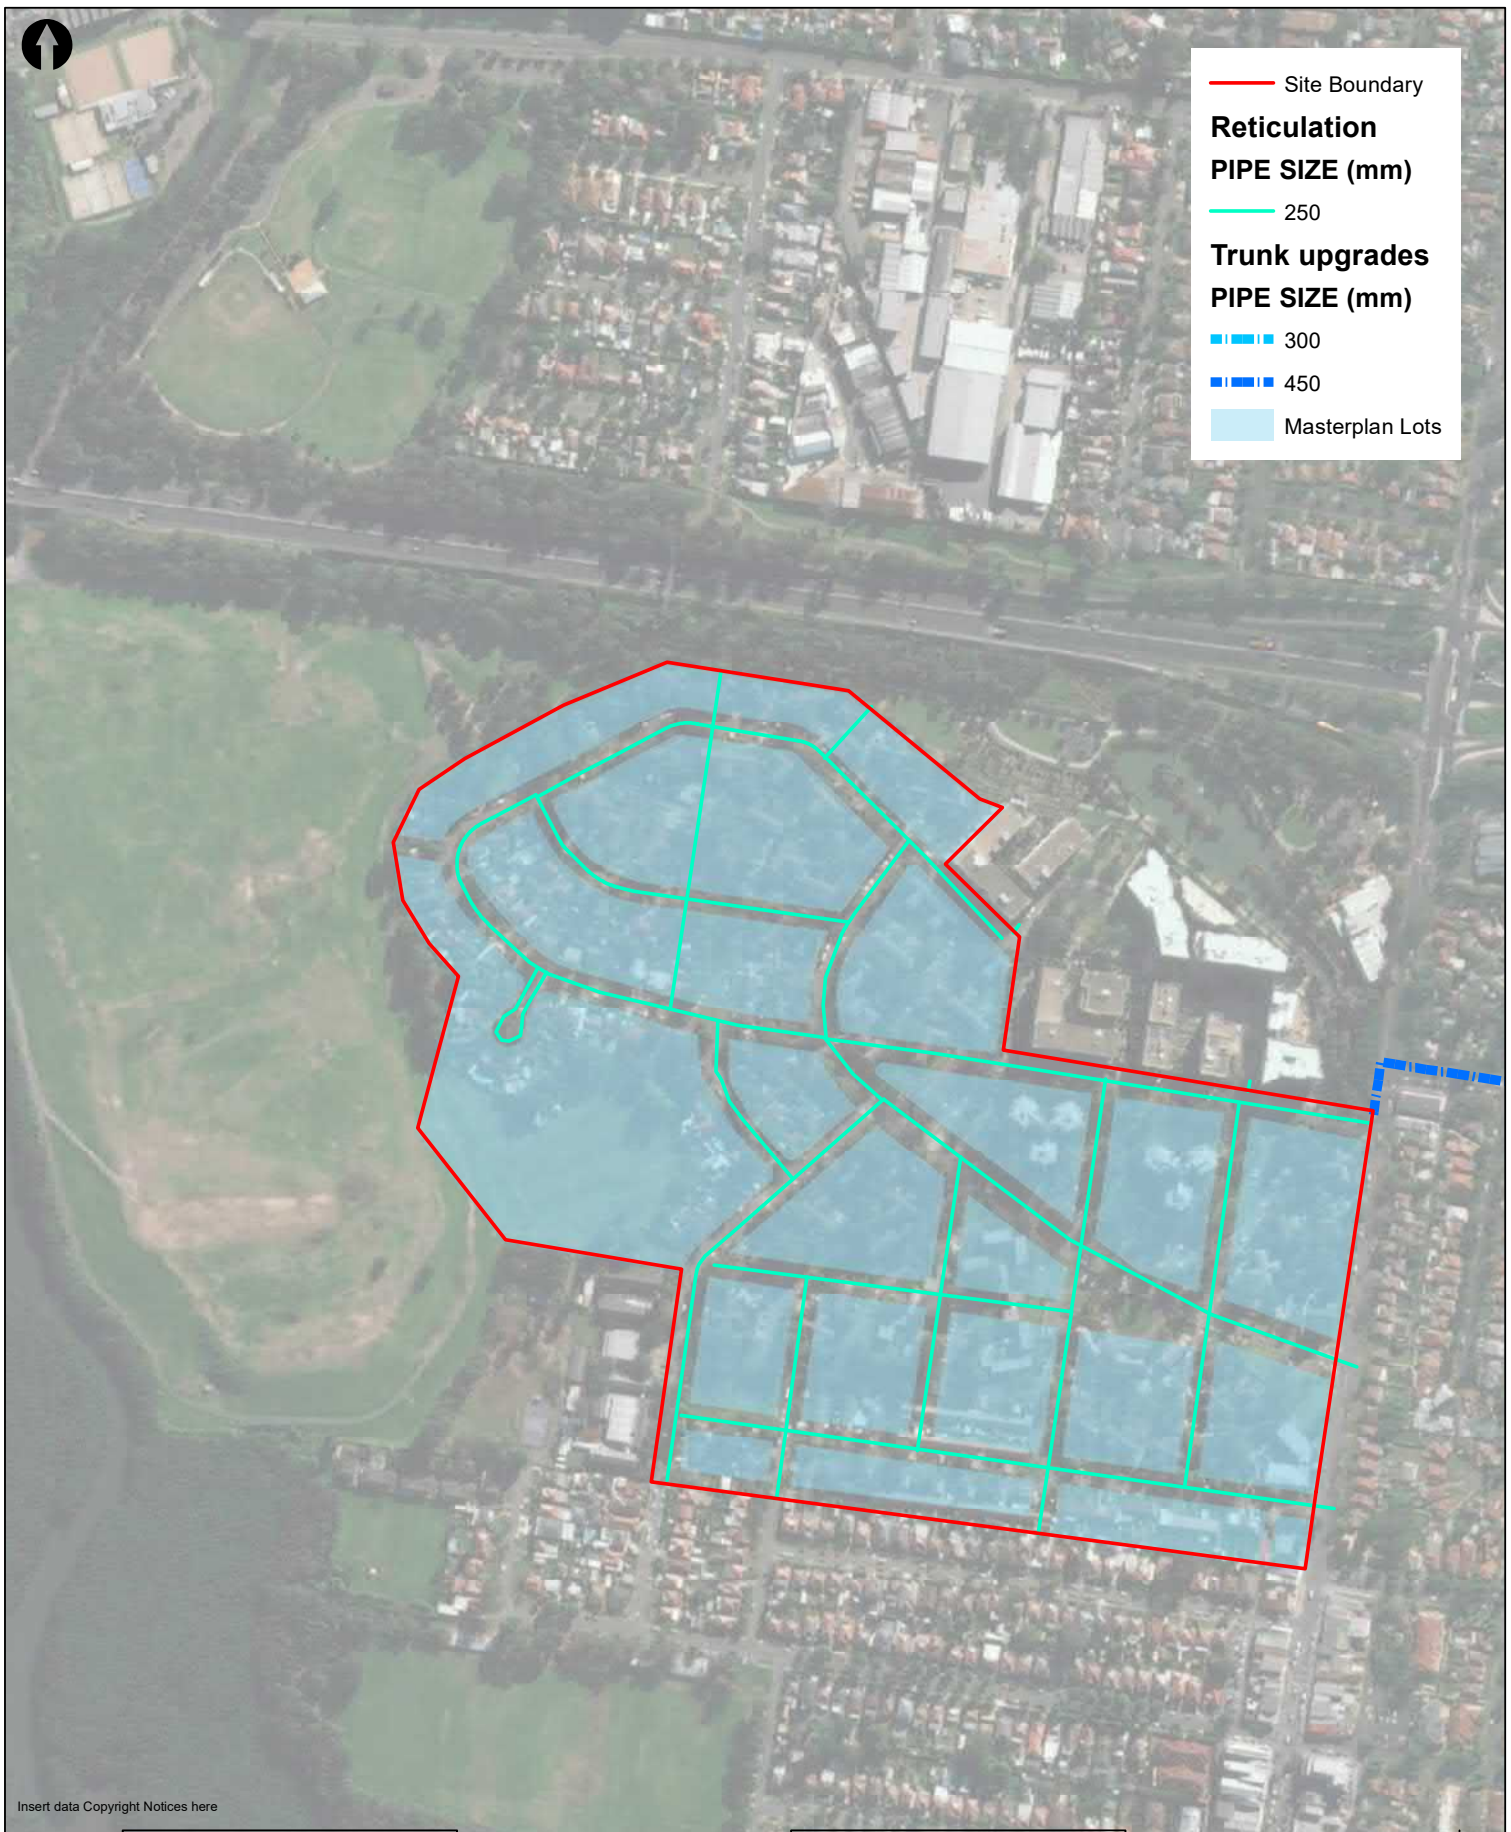 Site Boundary
Reticulation
PIPE SIZE (mm)
250
Trunk upgrades
PIPE SIZE (mm)
300
450
Masterplan Lots
Insert data Copyright Notices here